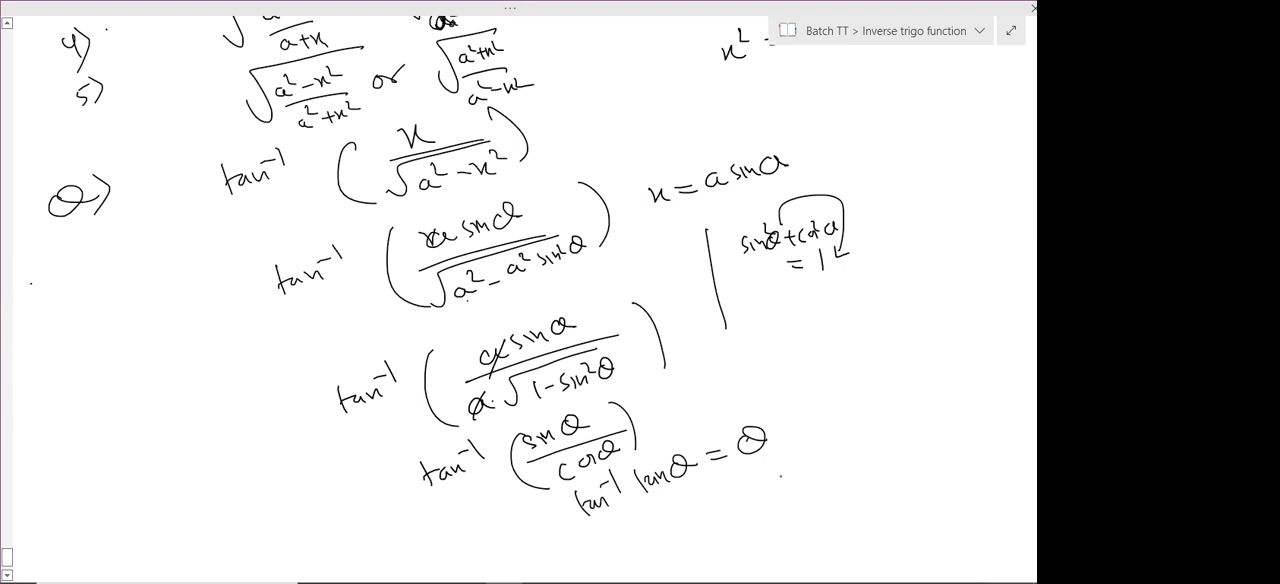 4) √ a+x
5) √(a²−x²)/(a²+x²) or √(a²+x²)/(a²−x²)
x²
Batch TT > Inverse trigo function
Q) tan⁻¹ (x/√(a²−x²))
x = a sinθ
tan⁻¹ (a sinθ/√(a²−a² sin²θ))
sin²θ + cos²θ
= 1
tan⁻¹ (a sinθ/a·√(1−sin²θ))
tan⁻¹ (sinθ/cosθ)
tan⁻¹ tanθ = θ